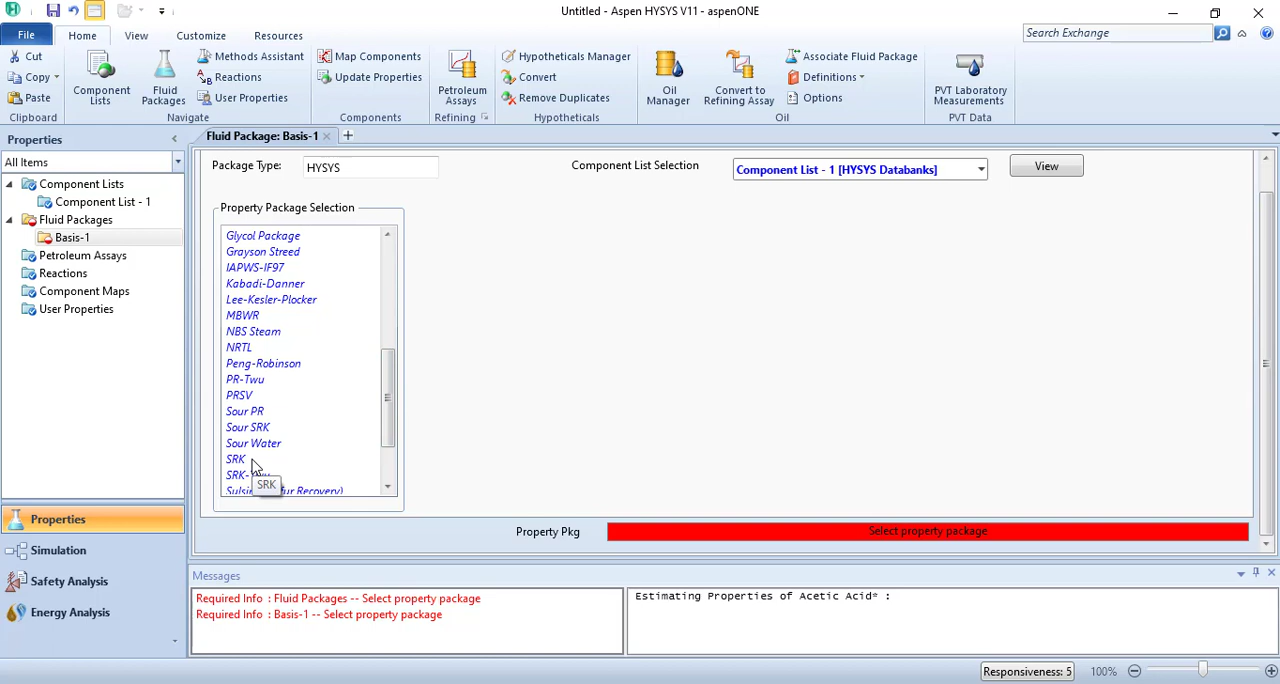 Untitled - Aspen HYSYS V11 - aspenONE
File Home View Customize Resources
Search Exchange
Cut
Copy
Paste
Clipboard
Component Lists
Fluid Packages
Methods Assistant
Reactions
User Properties
Navigate
Map Components
Update Properties
Components
Petroleum Assays
Refining
Hypotheticals Manager
Convert
Remove Duplicates
Hypotheticals
Oil Manager
Convert to Refining Assay
Associate Fluid Package
Definitions
Options
Oil
PVT Laboratory Measurements
PVT Data
Properties
All Items
Component Lists
Component List - 1
Fluid Packages
Basis-1
Petroleum Assays
Reactions
Component Maps
User Properties
Properties
Simulation
Safety Analysis
Energy Analysis
Fluid Package: Basis-1
Package Type: HYSYS
Component List Selection Component List - 1 [HYSYS Databanks] View
Property Package Selection
Glycol Package
Grayson Streed
IAPWS-IF97
Kabadi-Danner
Lee-Kesler-Plocker
MBWR
NBS Steam
NRTL
Peng-Robinson
PR-Twu
PRSV
Sour PR
Sour SRK
Sour Water
SRK
SRK
Property Pkg Select property package
Messages
Required Info : Fluid Packages -- Select property package
Required Info : Basis-1 -- Select property package
Estimating Properties of Acetic Acid* :
Responsiveness: 5 100%